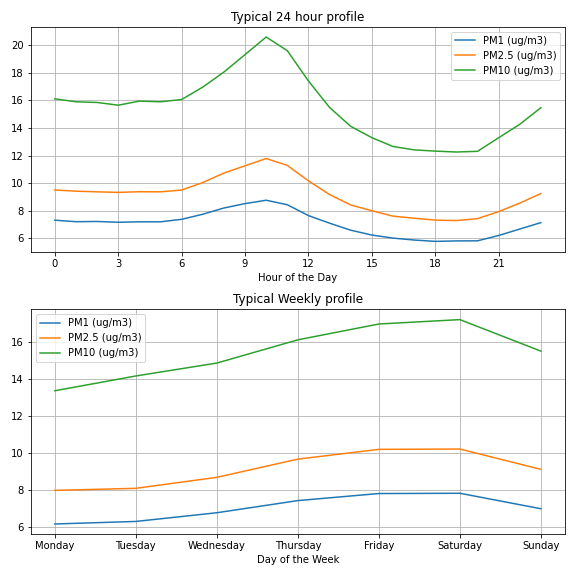 Typical 24 hour profile
PM1 (ug/m3)
PM2.5 (ug/m3)
PM10 (ug/m3)
20
18
16
14
12
10
8
6
0 3 6 9 12 15 18 21
Hour of the Day
Typical Weekly profile
PM1 (ug/m3)
PM2.5 (ug/m3)
PM10 (ug/m3)
16
14
12
10
8
6
Monday Tuesday Wednesday Thursday Friday Saturday Sunday
Day of the Week